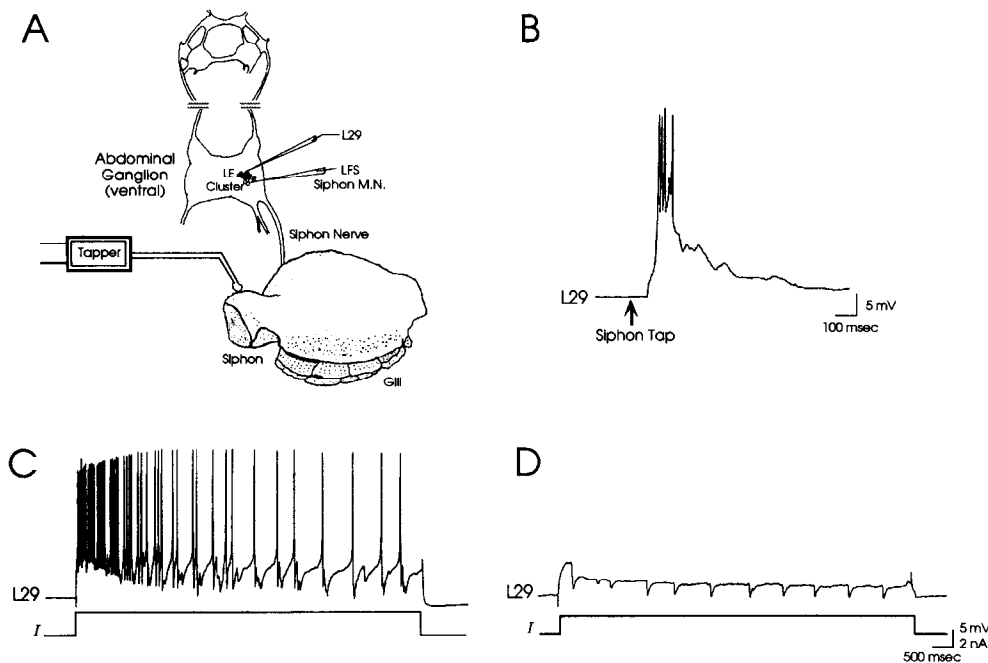 A
L29
LFS
Siphon M.N.
LE
Cluster
Abdominal
Ganglion
(ventral)
Siphon Nerve
Tapper
Siphon
Gill
B
L29
Siphon Tap
5 mV
100 msec
C
L29
I
D
L29
I
5 mV
2 nA
500 msec